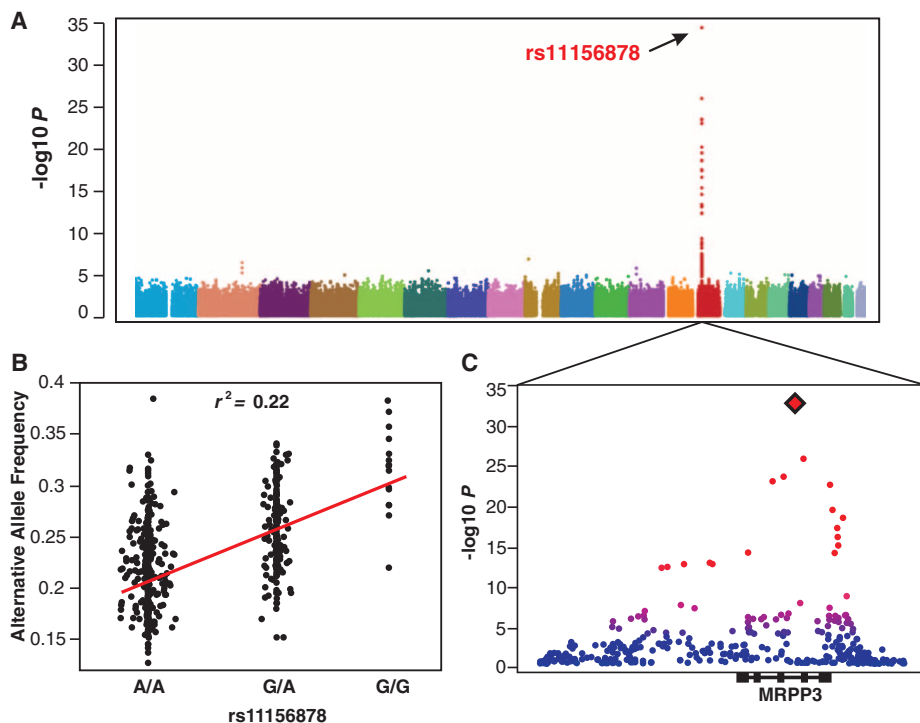 A
35
30
25
20
15
10
5
0
-log10 P
rs11156878
B
0.4
0.35
0.3
0.25
0.2
0.15
Alternative Allele Frequency
r² = 0.22
A/A
G/A
G/G
rs11156878
C
35
30
25
20
15
10
5
0
-log10 P
MRPP3